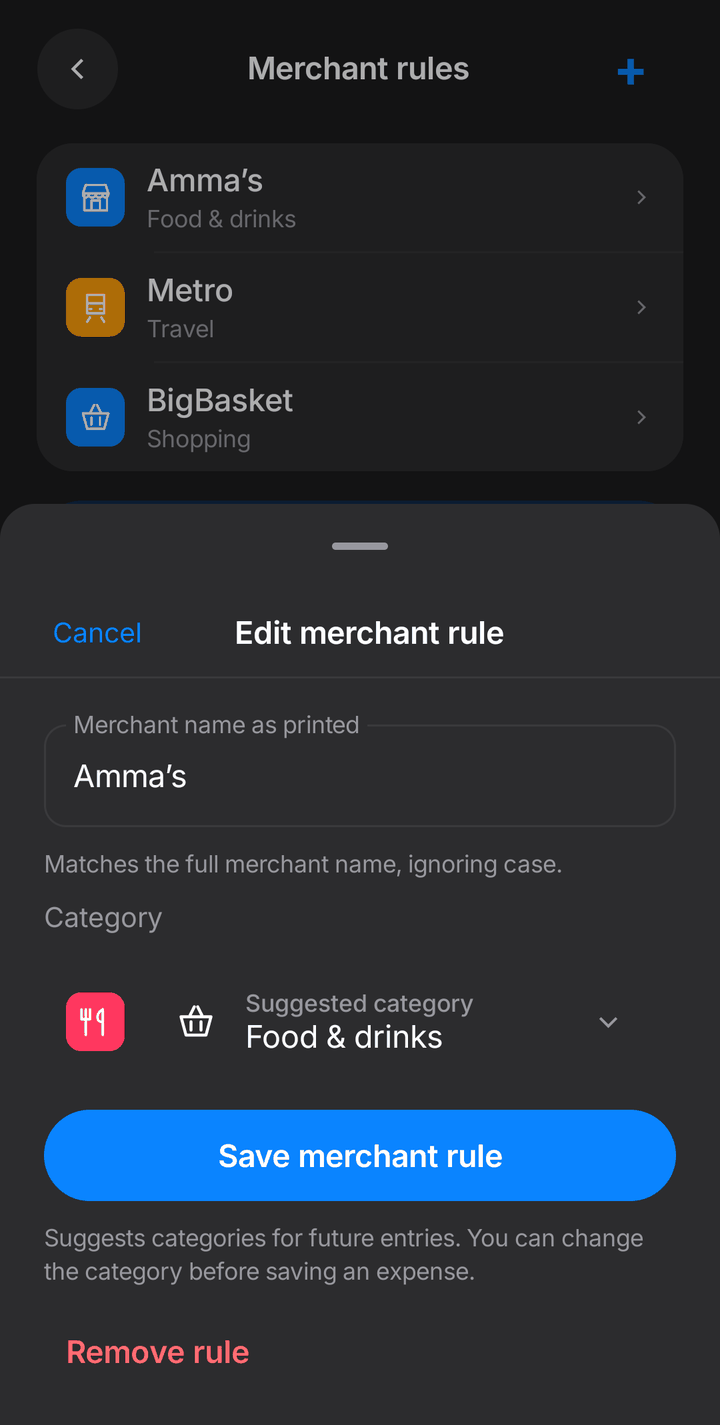 Merchant rules
Amma’s
Food & drinks
Metro
Travel
BigBasket
Shopping
Cancel
Edit merchant rule
Merchant name as printed
Amma’s
Matches the full merchant name, ignoring case.
Category
Suggested category
Food & drinks
Save merchant rule
Suggests categories for future entries. You can change
the category before saving an expense.
Remove rule